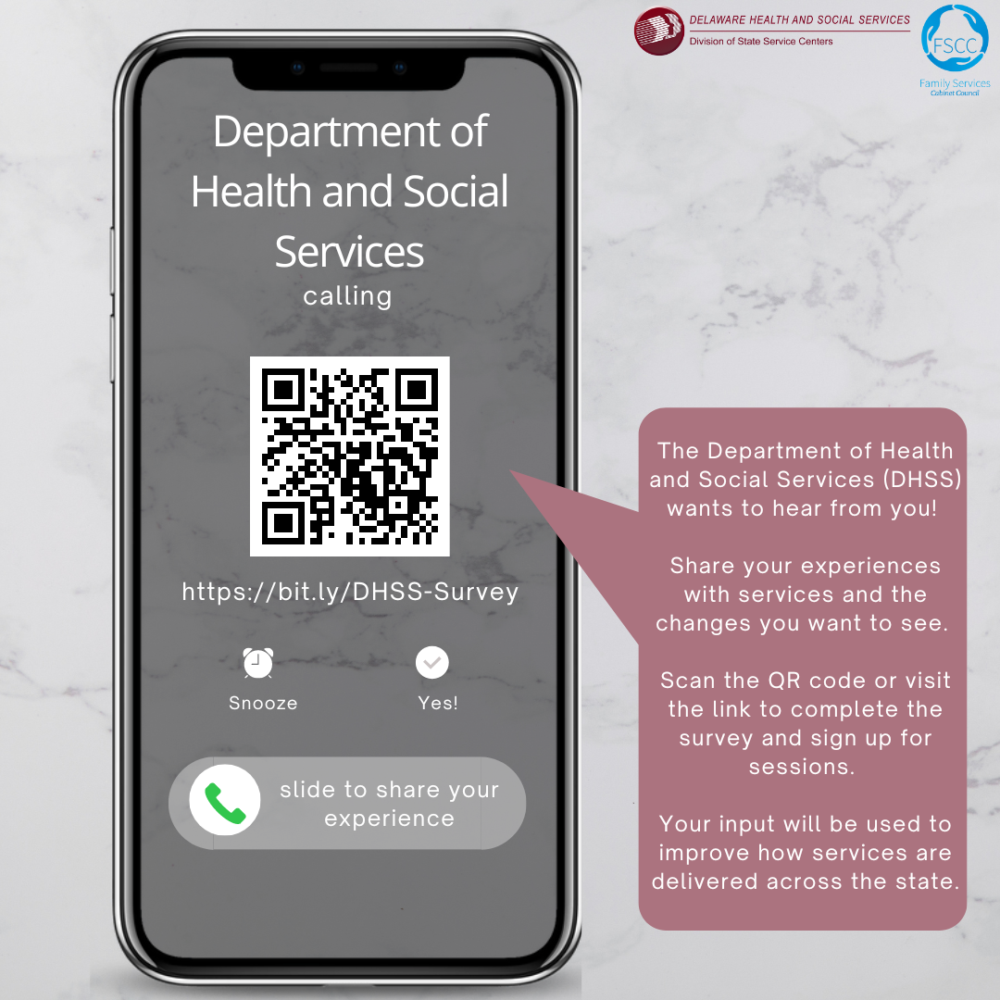 DELAWARE HEALTH AND SOCIAL SERVICES
Division of State Service Centers
FSCC
Family Services
Cabinet Council
Department of
Health and Social
Services
calling
https://bit.ly/DHSS-Survey
Snooze
Yes!
slide to share your
experience
The Department of Health
and Social Services (DHSS)
wants to hear from you!
Share your experiences
with services and the
changes you want to see.
Scan the QR code or visit
the link to complete the
survey and sign up for
sessions.
Your input will be used to
improve how services are
delivered across the state.